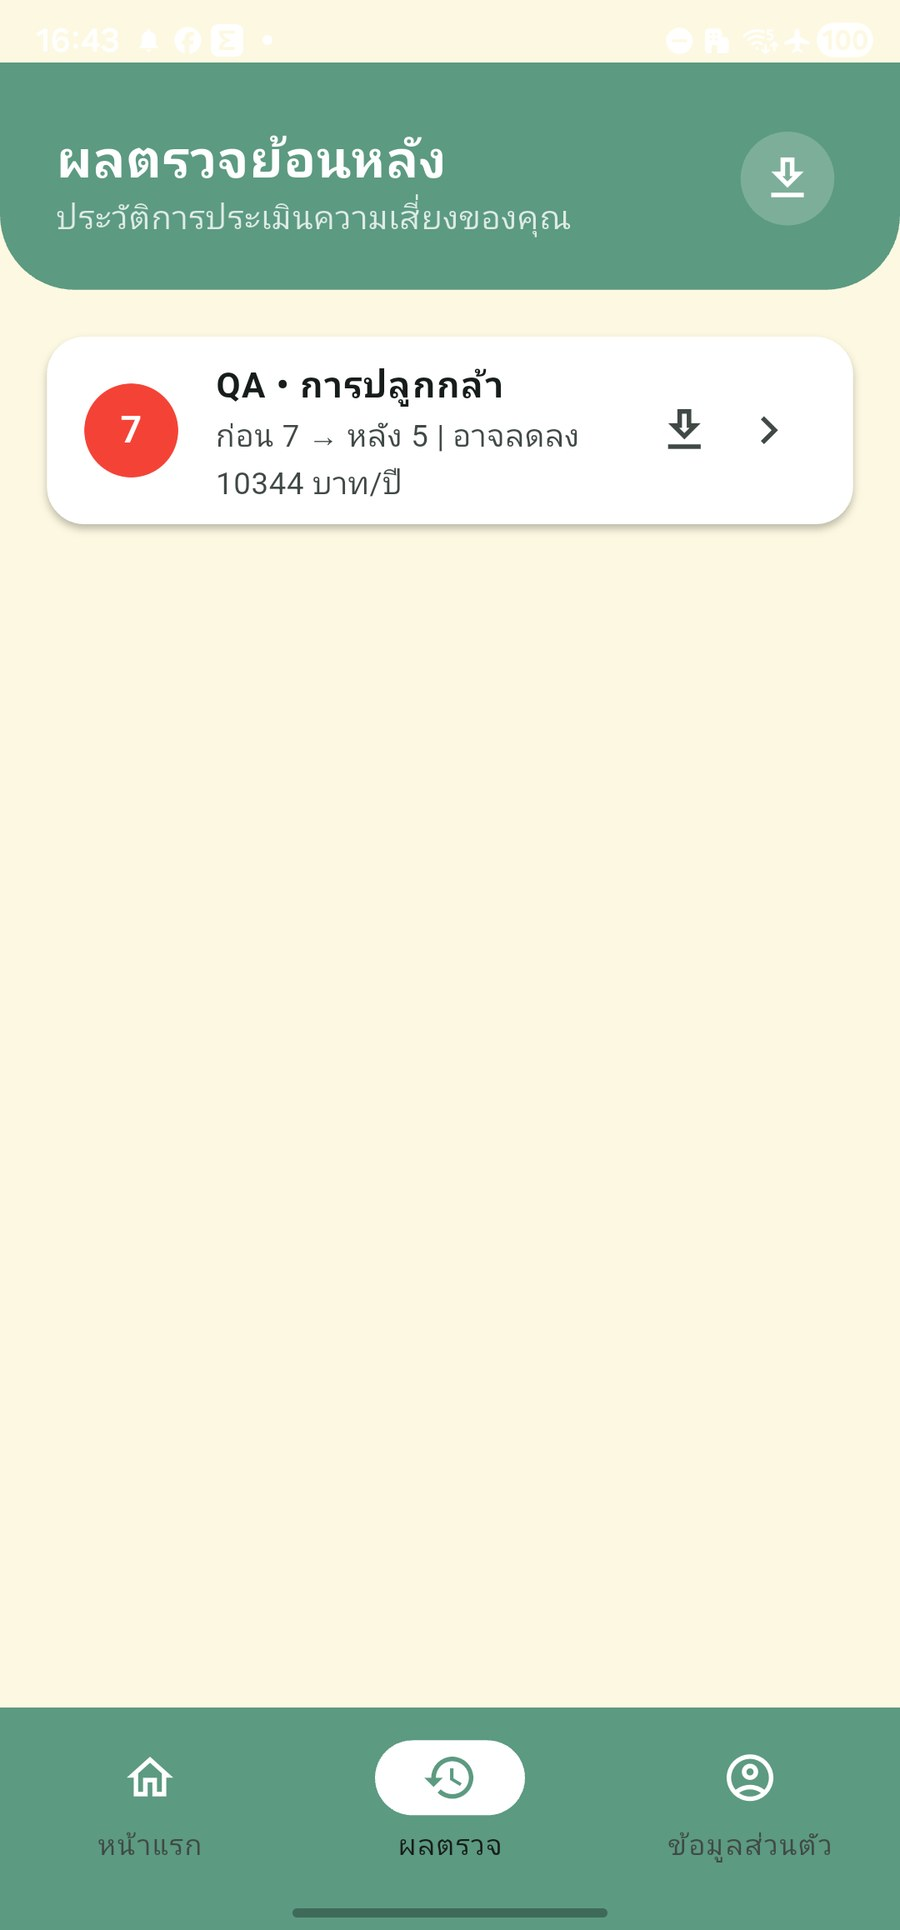 16:43
100
ผลตรวจย้อนหลัง
ประวัติการประเมินความเสี่ยงของคุณ
7
QA • การปลูกกล้า
ก่อน 7 → หลัง 5 | อาจลดลง
10344 บาท/ปี
หน้าแรก
ผลตรวจ
ข้อมูลส่วนตัว